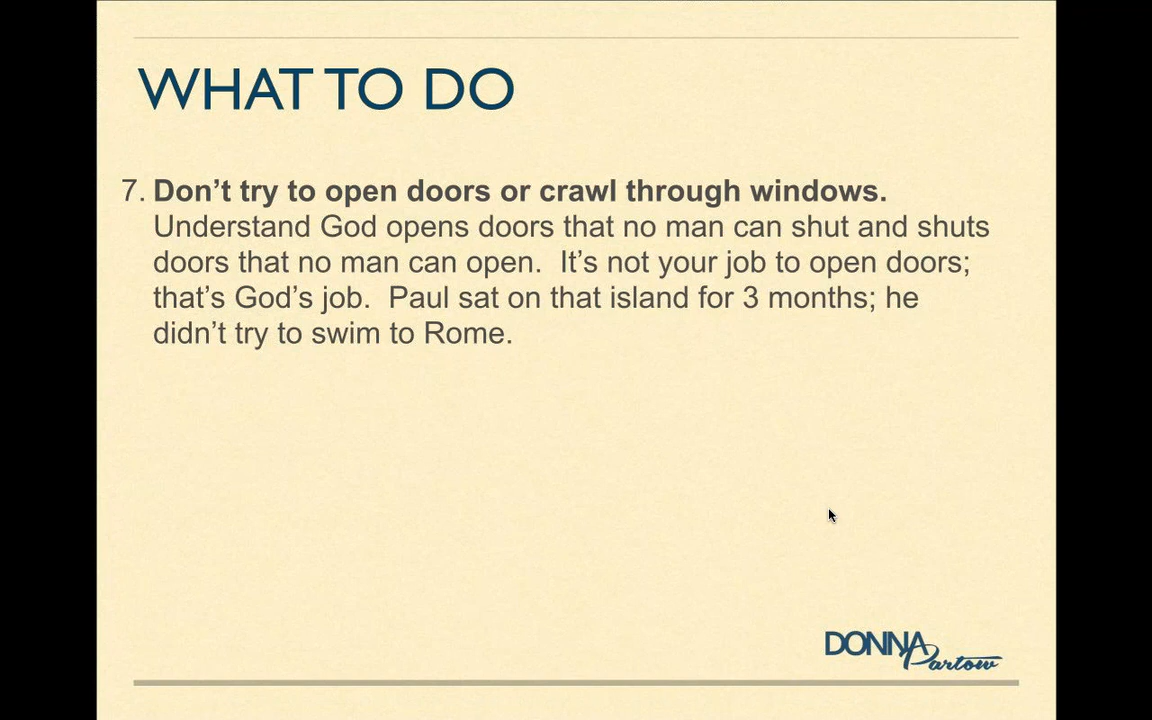 WHAT TO DO
7. Don’t try to open doors or crawl through windows.
Understand God opens doors that no man can shut and shuts
doors that no man can open.  It’s not your job to open doors;
that’s God’s job.  Paul sat on that island for 3 months; he
didn’t try to swim to Rome.
DONNA
Partow